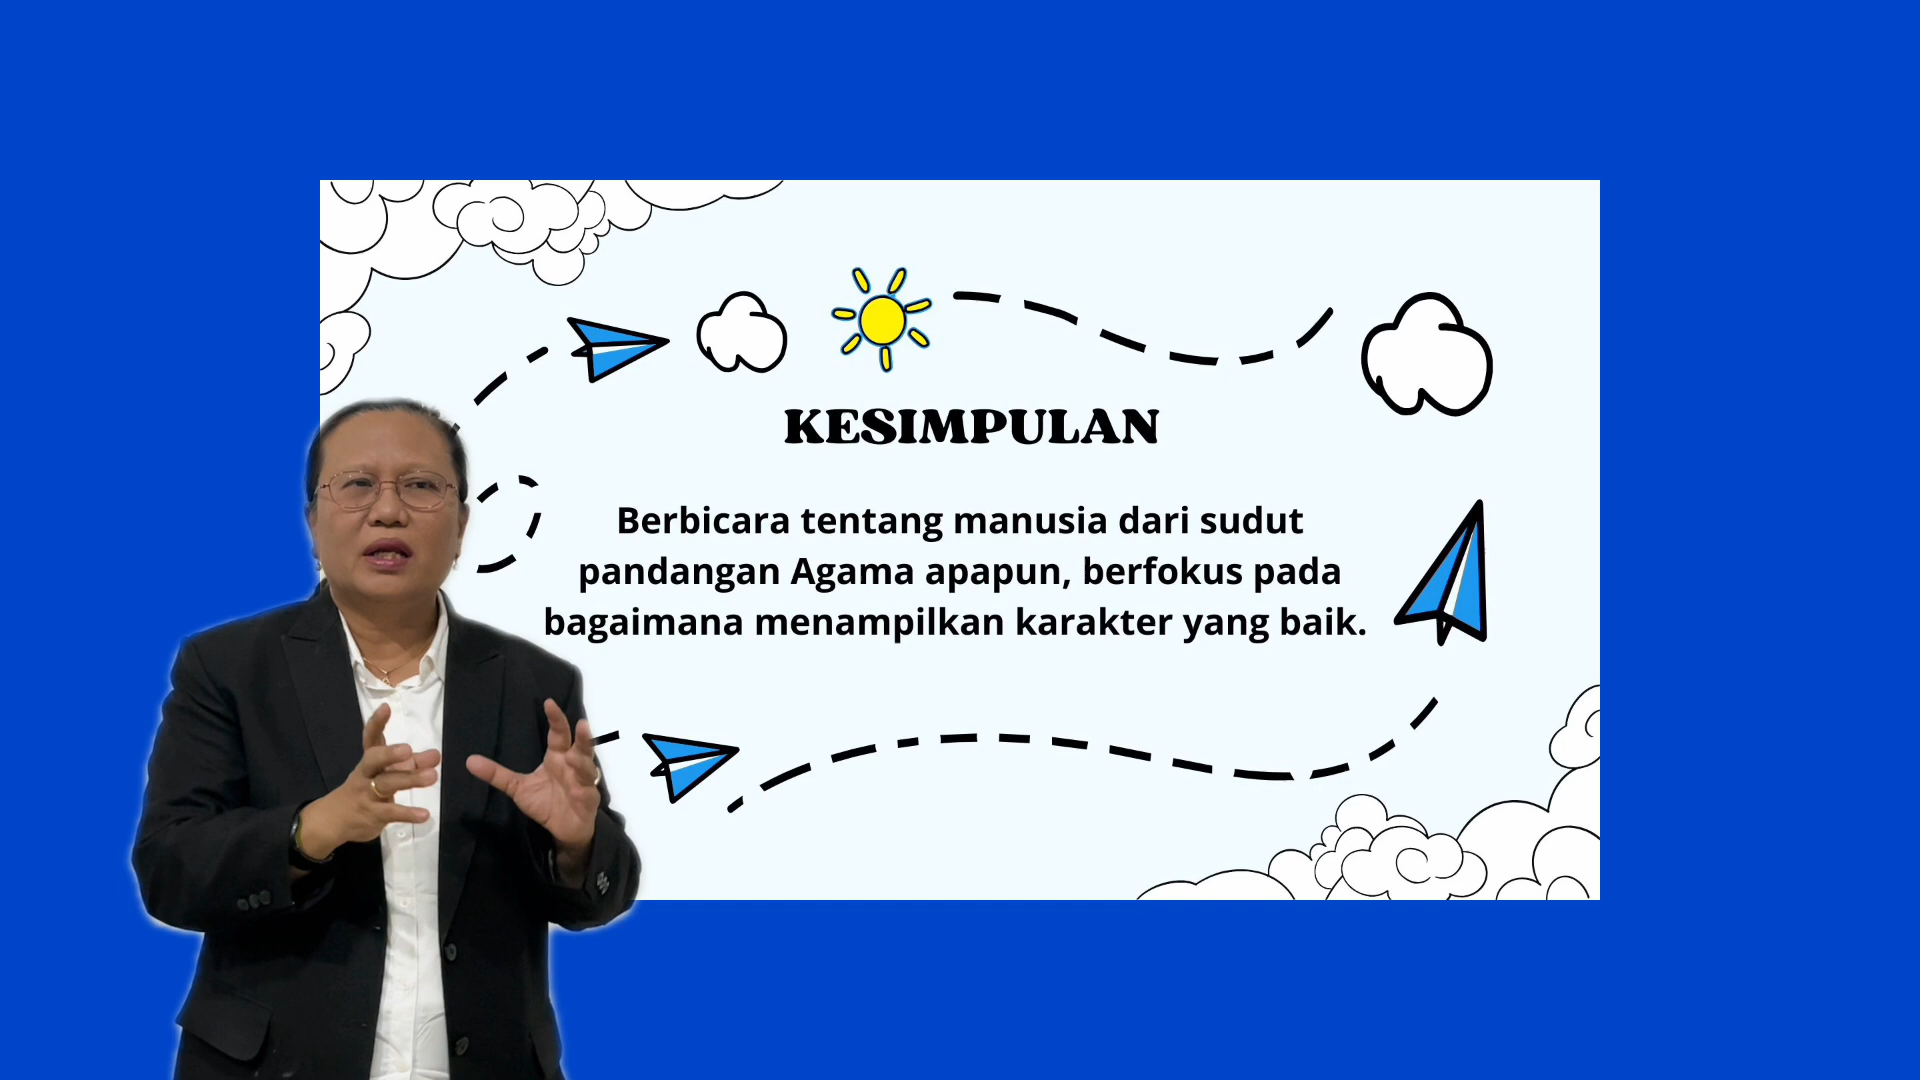 KESIMPULAN
Berbicara tentang manusia dari sudut
pandangan Agama apapun, berfokus pada
bagaimana menampilkan karakter yang baik.